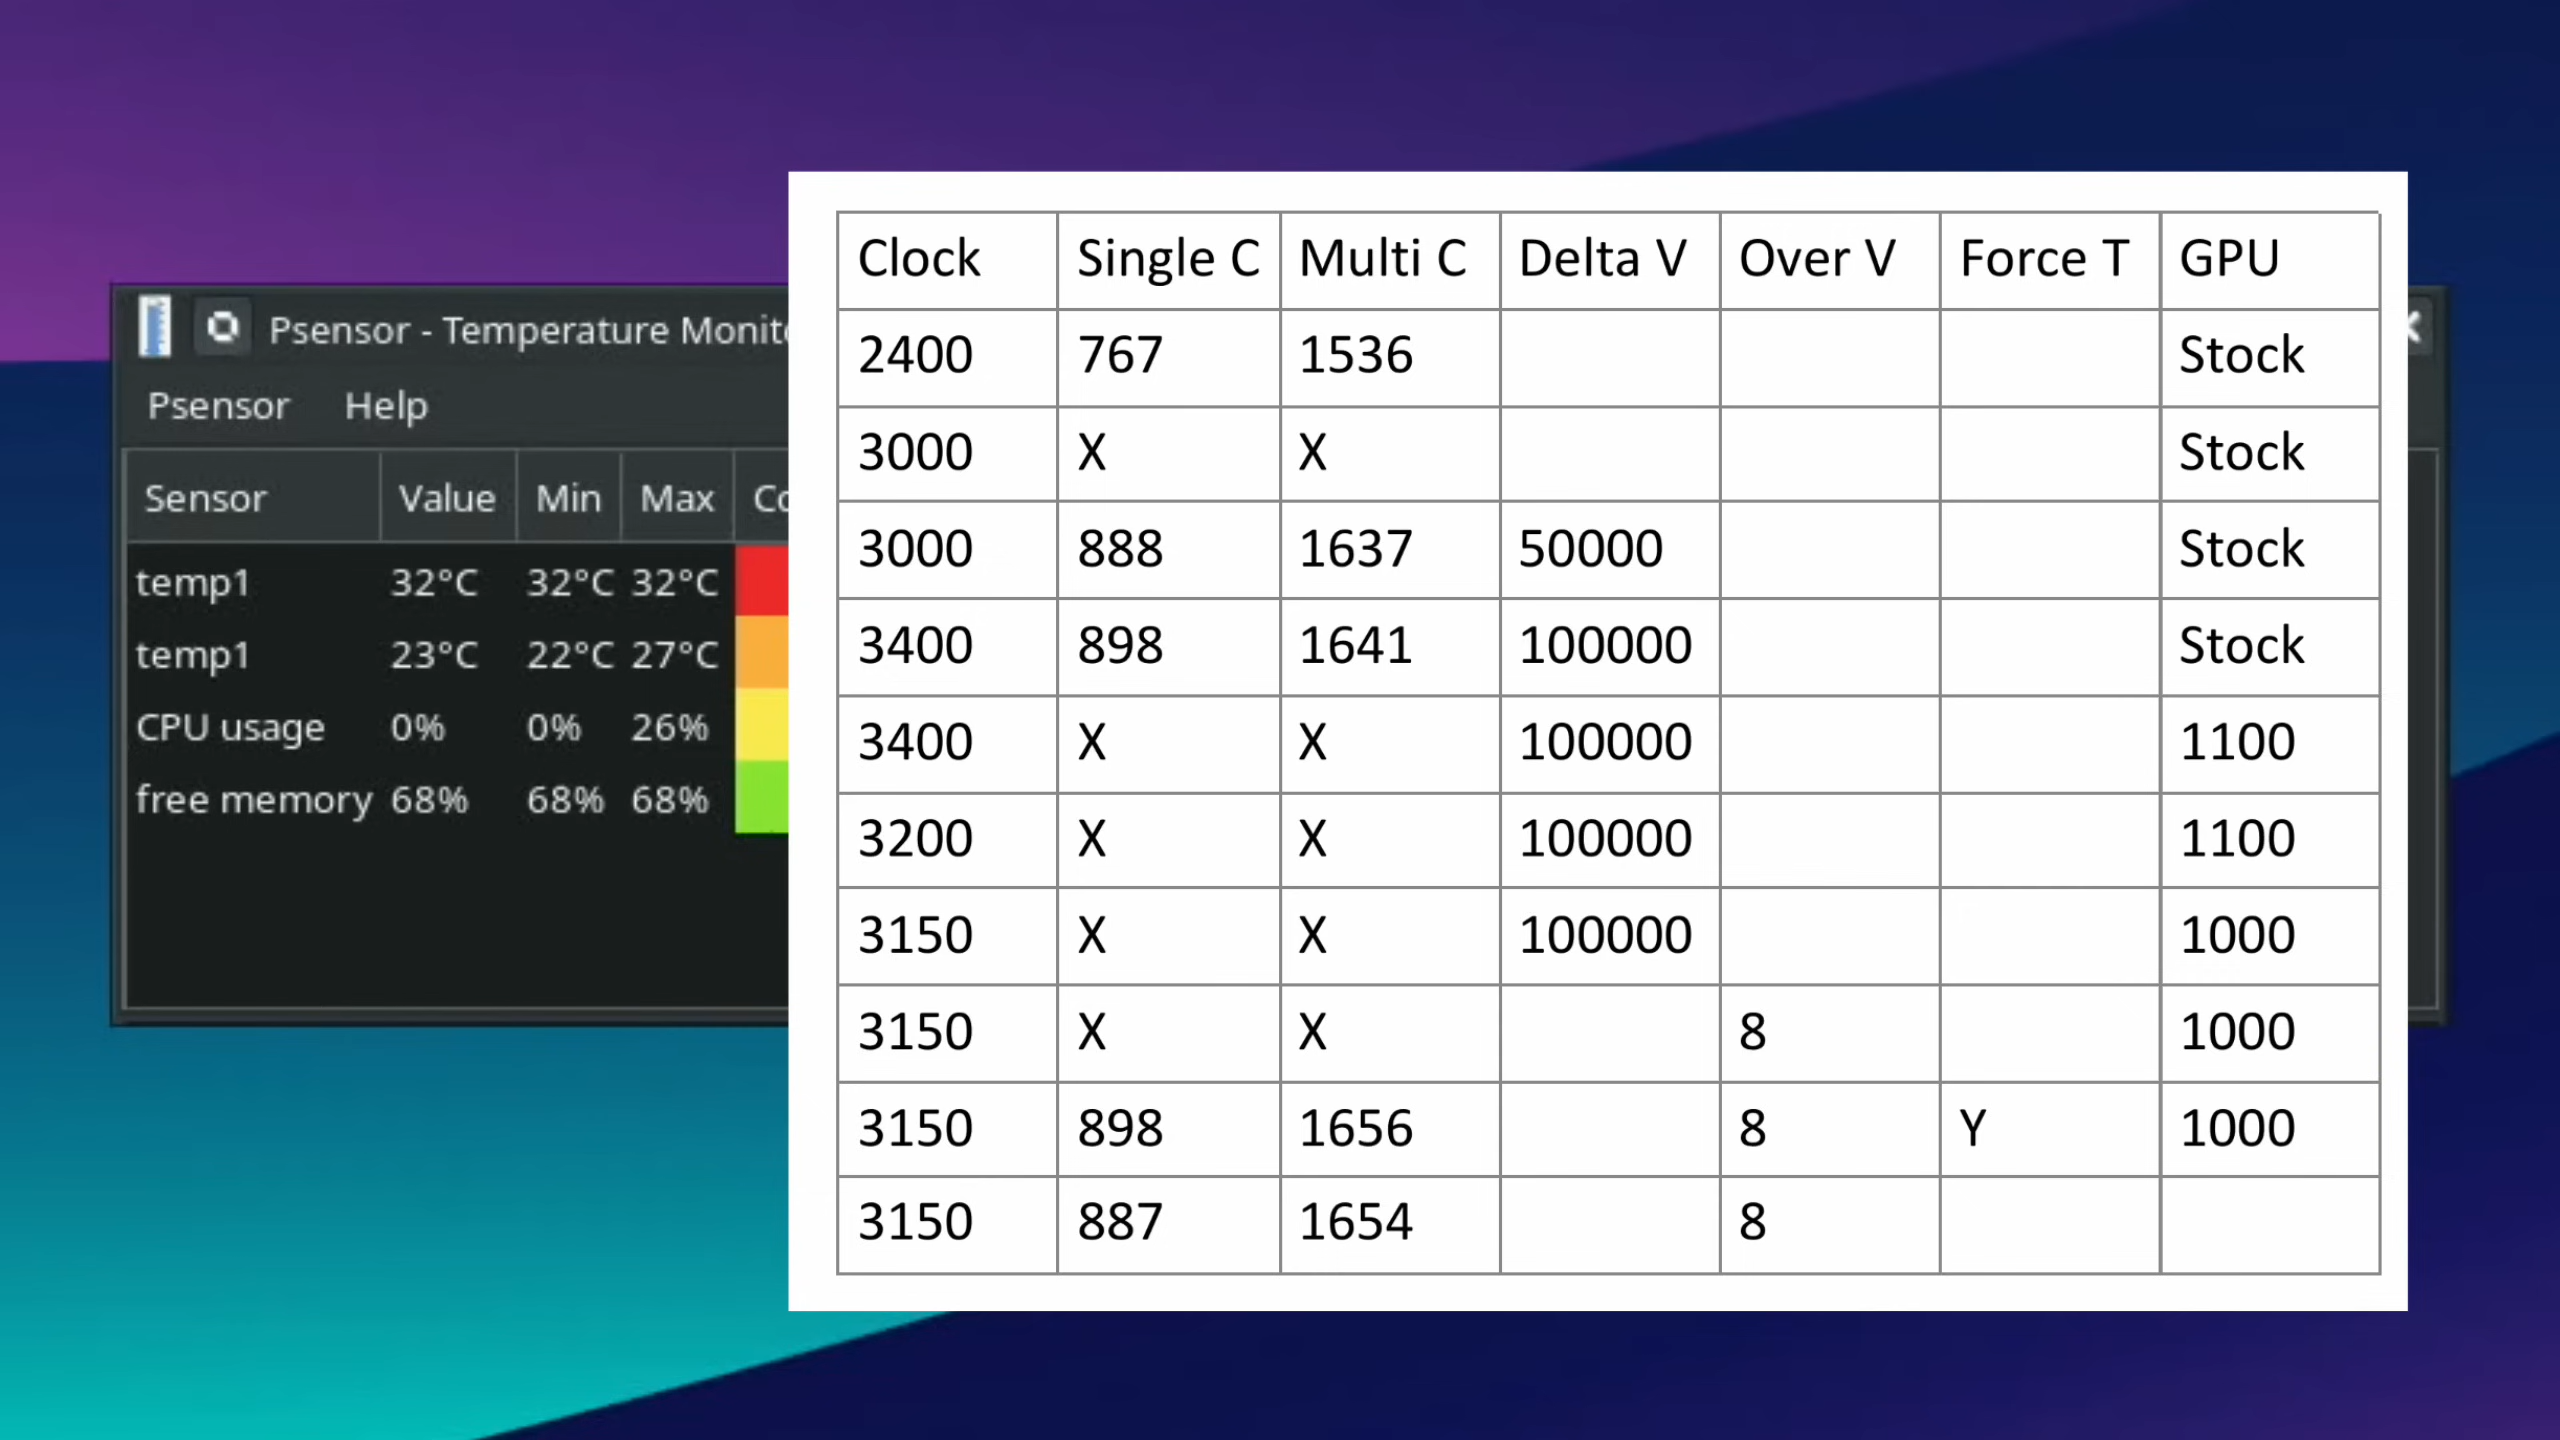 Psensor - Temperature Monit
Psensor Help
Sensor Value Min Max
temp1 32°C 32°C 32°C
temp1 23°C 22°C 27°C
CPU usage 0% 0% 26%
free memory 68% 68% 68%
Clock Single C Multi C Delta V Over V Force T GPU
2400 767 1536 Stock
3000 X X Stock
3000 888 1637 50000 Stock
3400 898 1641 100000 Stock
3400 X X 100000 1100
3200 X X 100000 1100
3150 X X 100000 1000
3150 X X 8 1000
3150 898 1656 8 Y 1000
3150 887 1654 8